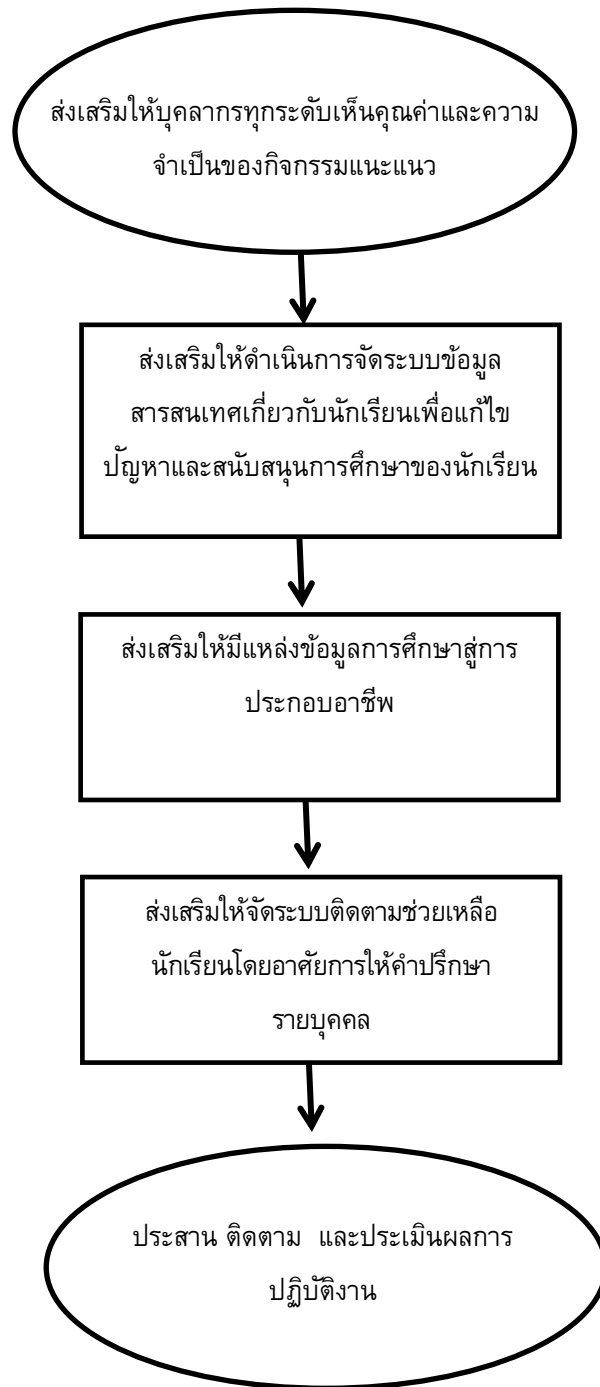 ส่งเสริมให้บุคลากรทุกระดับเห็นคุณค่าและความ
จำเป็นของกิจกรรมแนะแนว
ส่งเสริมให้ดำเนินการจัดระบบข้อมูล
สารสนเทศเกี่ยวกับนักเรียนเพื่อแก้ไข
ปัญหาและสนับสนุนการศึกษาของนักเรียน
ส่งเสริมให้มีแหล่งข้อมูลการศึกษาสู่การ
ประกอบอาชีพ
ส่งเสริมให้จัดระบบติดตามช่วยเหลือ
นักเรียนโดยอาศัยการให้คำปรึกษา
รายบุคคล
ประสาน ติดตาม และประเมินผลการ
ปฏิบัติงาน